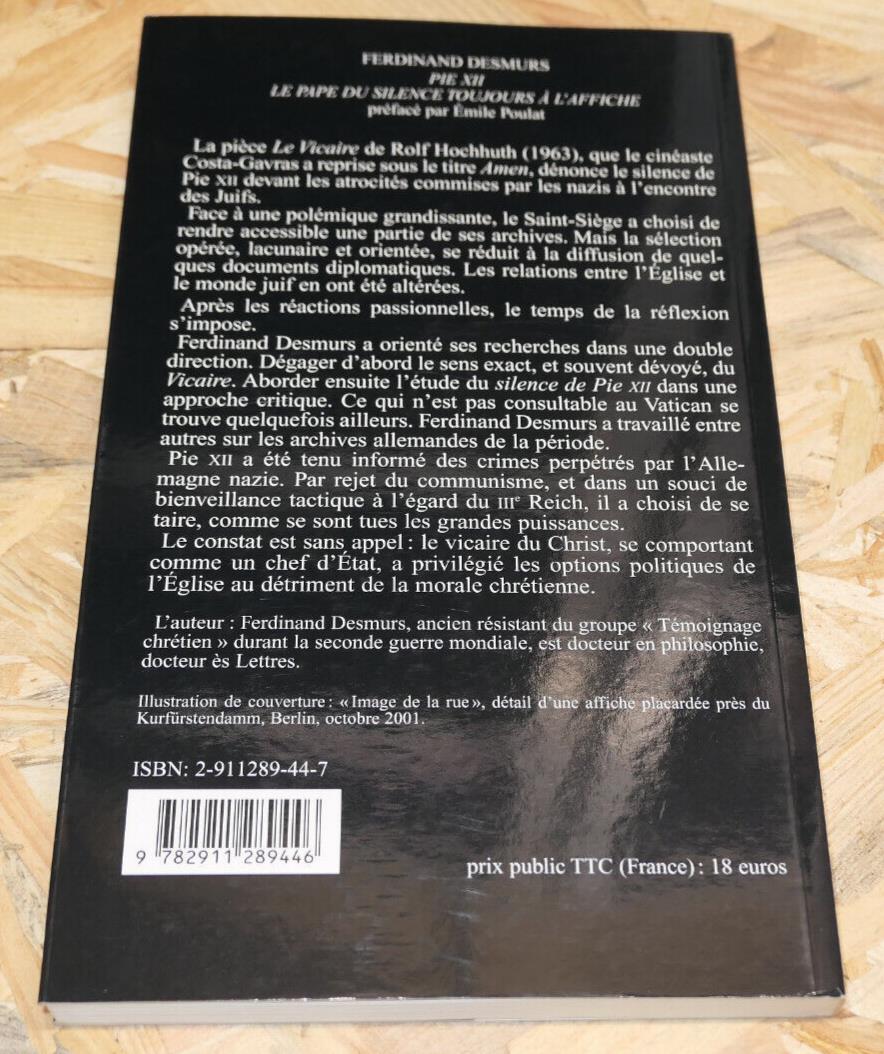 FERDINAND DESMURS
PIE XII
LE PAPE DU SILENCE TOUJOURS À L'AFFICHE
préfacé par Émile Poulat
La pièce Le Vicaire de Rolf Hochhuth (1963), que le cinéaste
Costa-Gavras a reprise sous le titre Amen, dénonce le silence de
Pie XII devant les atrocités commises par les nazis à l'encontre
des Juifs.
Face à une polémique grandissante, le Saint-Siège a choisi de
rendre accessible une partie de ses archives. Mais la sélection
opérée, lacunaire et orientée, se réduit à la diffusion de quel-
ques documents diplomatiques. Les relations entre l'Église et
le monde juif en ont été altérées.
Après les réactions passionnelles, le temps de la réflexion
s'impose.
Ferdinand Desmurs a orienté ses recherches dans une double
direction. Dégager d'abord le sens exact, et souvent dévoyé, du
Vicaire. Aborder ensuite l'étude du silence de Pie XII dans une
approche critique. Ce qui n'est pas consultable au Vatican se
trouve quelquefois ailleurs. Ferdinand Desmurs a travaillé entre
autres sur les archives allemandes de la période.
Pie XII a été tenu informé des crimes perpétrés par l'Alle-
magne nazie. Par rejet du communisme, et dans un souci de
bienveillance tactique à l'égard du IIIe Reich, il a choisi de se
taire, comme se sont tues les grandes puissances.
Le constat est sans appel : le vicaire du Christ, se comportant
comme un chef d'État, a privilégié les options politiques de
l'Église au détriment de la morale chrétienne.
L'auteur : Ferdinand Desmurs, ancien résistant du groupe « Témoignage
chrétien » durant la seconde guerre mondiale, est docteur en philosophie,
docteur ès Lettres.
Illustration de couverture : « Image de la rue », détail d'une affiche placardée près du
Kurfürstendamm, Berlin, octobre 2001.
ISBN: 2-911289-44-7
9 782911 289446
prix public TTC (France) : 18 euros